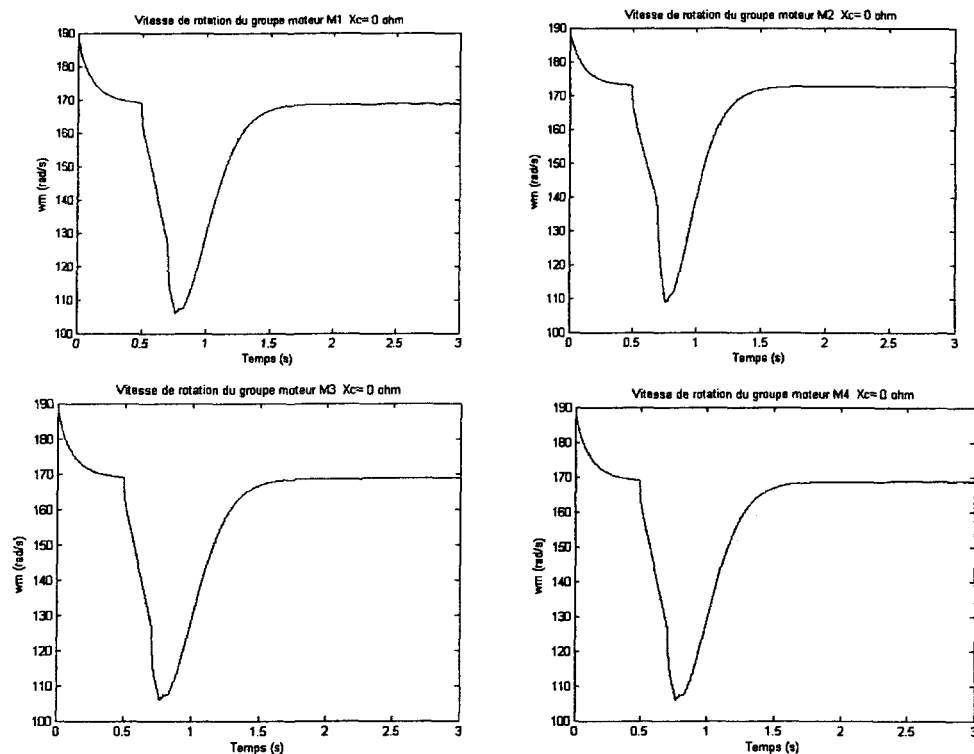 Vitesse de rotation du groupe moteur M1 Xc= 0 ohm
190
180
170
160
150
140
130
120
110
100
wm (rad/s)
0 0.5 1 1.5 2 2.5 3
Temps (s)
Vitesse de rotation du groupe moteur M2 Xc= 0 ohm
190
180
170
160
150
140
130
120
110
100
wm (rad/s)
0 0.5 1 1.5 2 2.5 3
Temps (s)
Vitesse de rotation du groupe moteur M3 Xc= 0 ohm
190
180
170
160
150
140
130
120
110
100
wm (rad/s)
0 0.5 1 1.5 2 2.5 3
Temps (s)
Vitesse de rotation du groupe moteur M4 Xc= 0 ohm
190
180
170
160
150
140
130
120
110
100
wm (rad/s)
0 0.5 1 1.5 2 2.5 3
Temps (s)